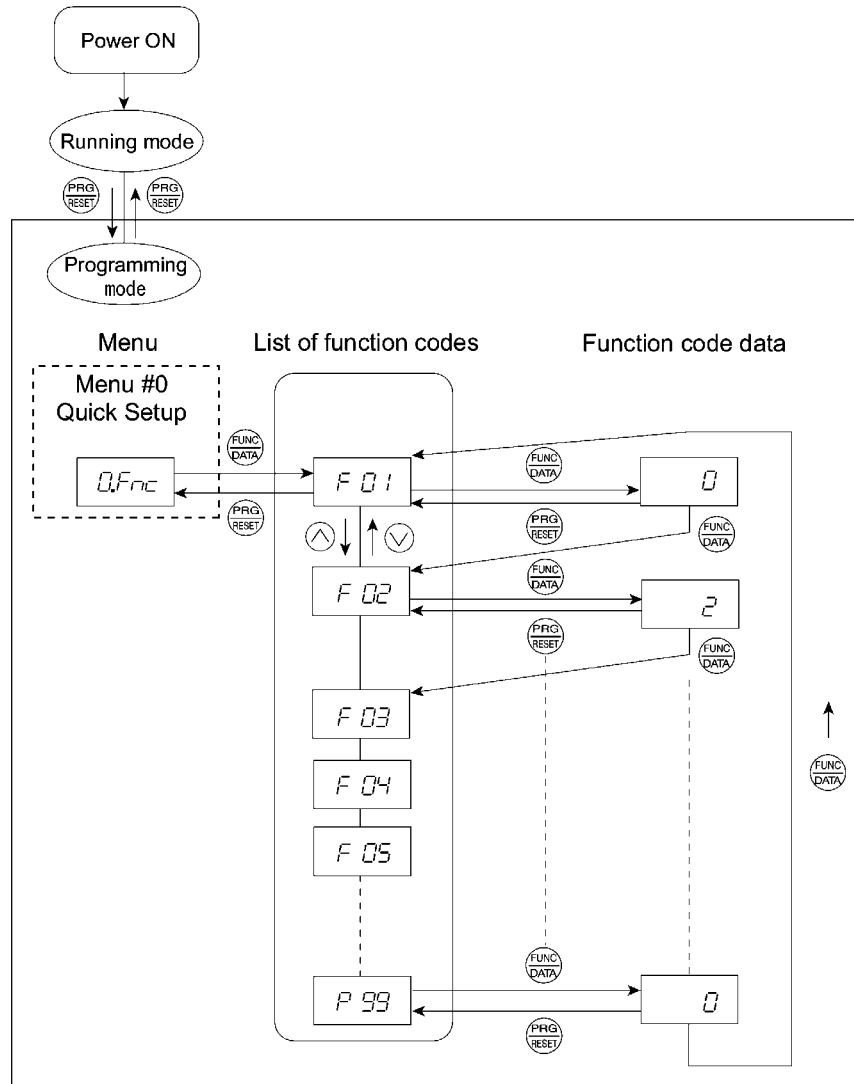 Power ON
Running mode
PRG
RESET
PRG
RESET
Programming
mode
Menu
List of function codes
Function code data
Menu #0
Quick Setup
0.Fnc
FUNC
DATA
PRG
RESET
F 01
FUNC
DATA
PRG
RESET
0
FUNC
DATA
F 02
FUNC
DATA
PRG
RESET
2
FUNC
DATA
F 03
FUNC
DATA
F 04
F 05
FUNC
DATA
P 99
PRG
RESET
0